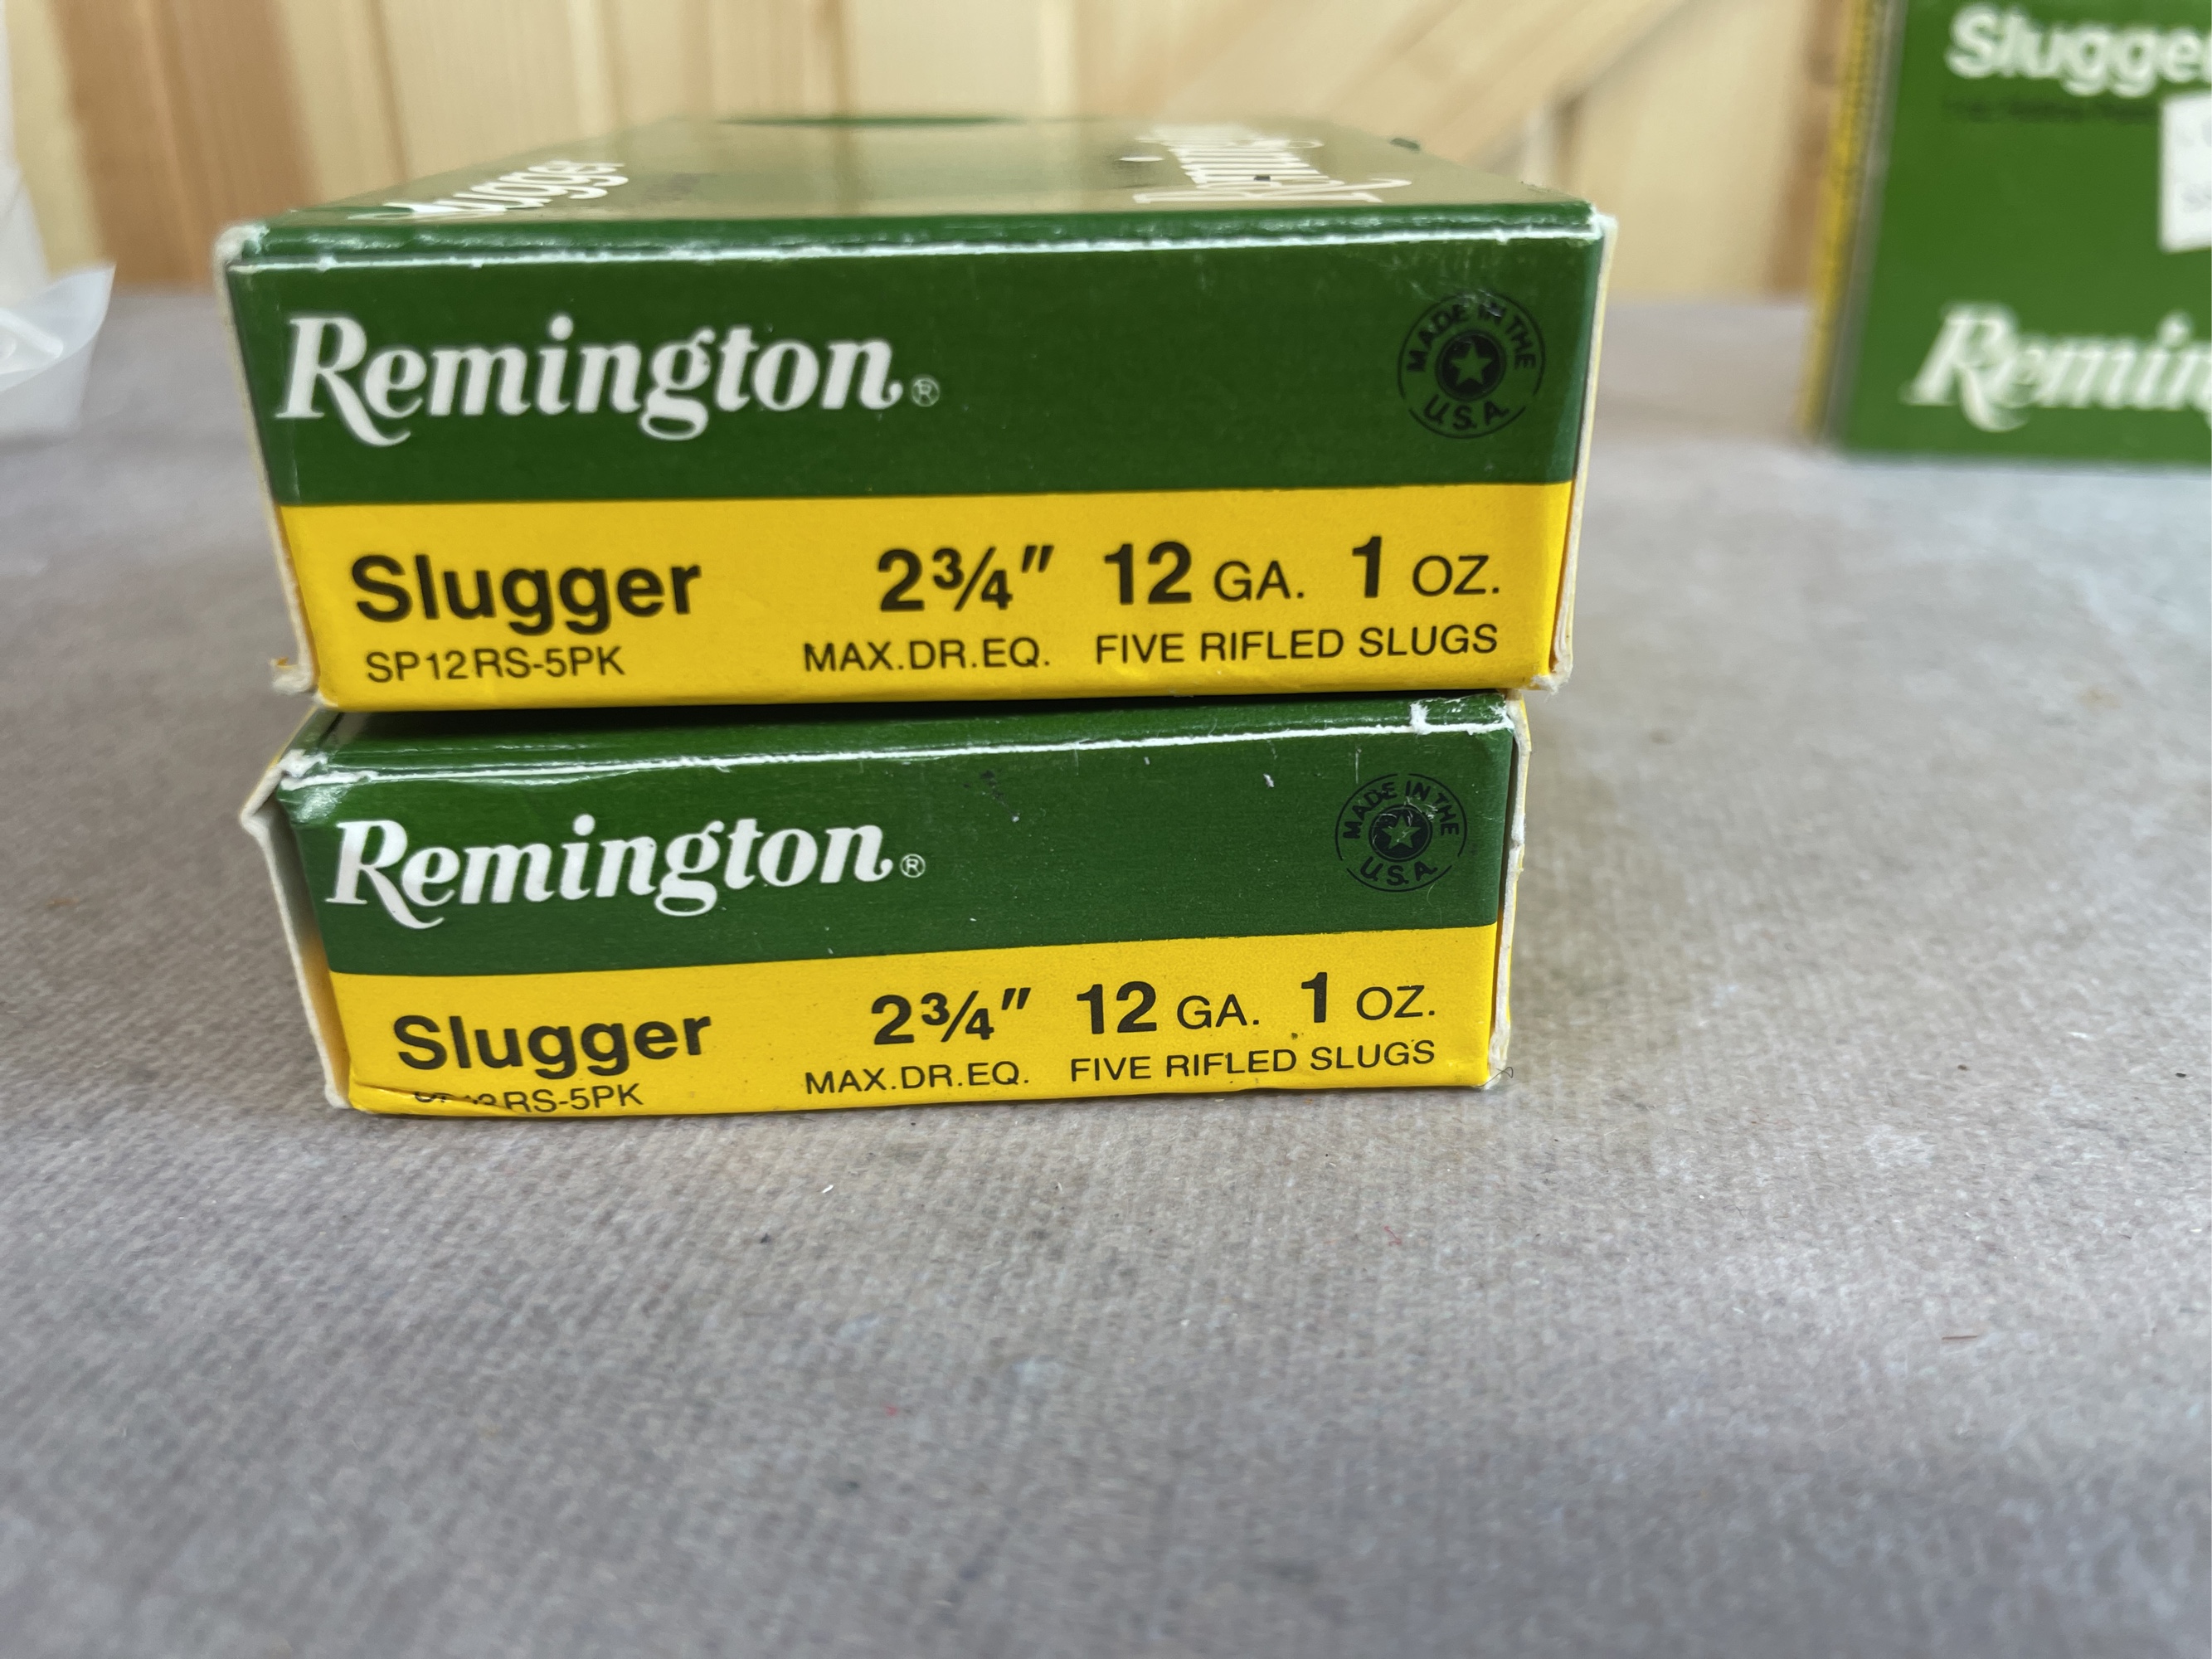 Slugger
Remington
Slugge
Remin
Remington®
MADE IN THE
U.S.A.
Slugger 2¾" 12 GA. 1 OZ.
SP12RS-5PK MAX.DR.EQ. FIVE RIFLED SLUGS
Remington®
MADE IN THE
U.S.A.
Slugger 2¾" 12 GA. 1 OZ.
RS-5PK MAX.DR.EQ. FIVE RIFLED SLUGS